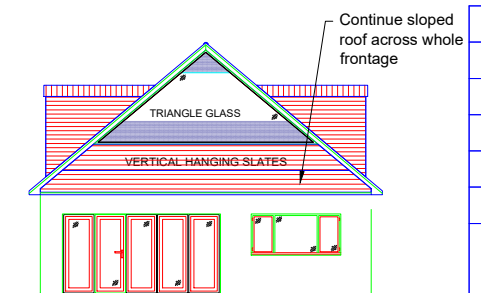 Continue sloped
roof across whole
frontage
TRIANGLE GLASS
VERTICAL HANGING SLATES